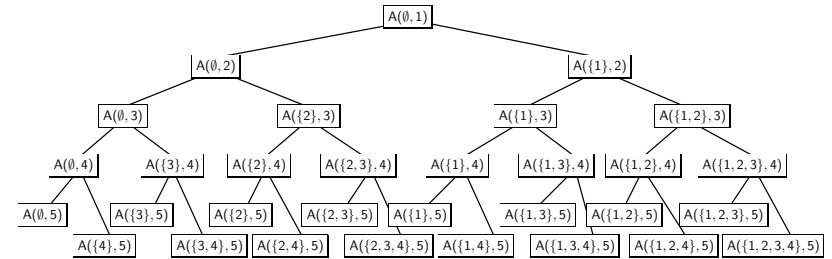 A(∅, 1)
A(∅, 2) A({1}, 2)
A(∅, 3) A({2}, 3) A({1}, 3) A({1, 2}, 3)
A(∅, 4) A({3}, 4) A({2}, 4) A({2, 3}, 4) A({1}, 4) A({1, 3}, 4) A({1, 2}, 4) A({1, 2, 3}, 4)
A(∅, 5) A({3}, 5) A({2}, 5) A({2, 3}, 5) A({1}, 5) A({1, 3}, 5) A({1, 2}, 5) A({1, 2, 3}, 5)
A({4}, 5) A({3, 4}, 5) A({2, 4}, 5) A({2, 3, 4}, 5) A({1, 4}, 5) A({1, 3, 4}, 5) A({1, 2, 4}, 5) A({1, 2, 3, 4}, 5)